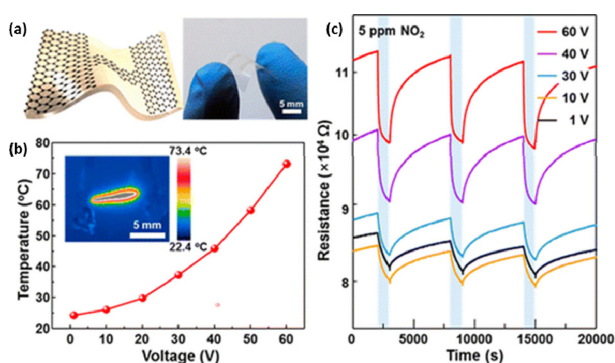 (a)
5 mm
(b)
80
70
60
50
40
30
20
Temperature (°C)
73.4 °C
5 mm
22.4 °C
0 10 20 30 40 50 60
Voltage (V)
(c)
5 ppm NO₂
60 V
40 V
30 V
10 V
1 V
11
10
9
8
Resistance (×10⁴ Ω)
0 5000 10000 15000 20000
Time (s)